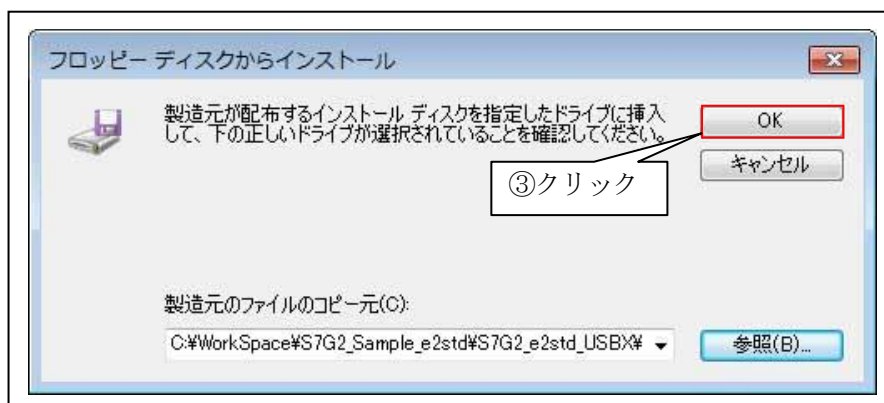 フロッピー ディスクからインストール
製造元が配布するインストール ディスクを指定したドライブに挿入
して、下の正しいドライブが選択されていることを確認してください。
OK
キャンセル
③クリック
製造元のファイルのコピー元(C):
C:¥WorkSpace¥S7G2_Sample_e2std¥S7G2_e2std_USBX¥
参照(B)...